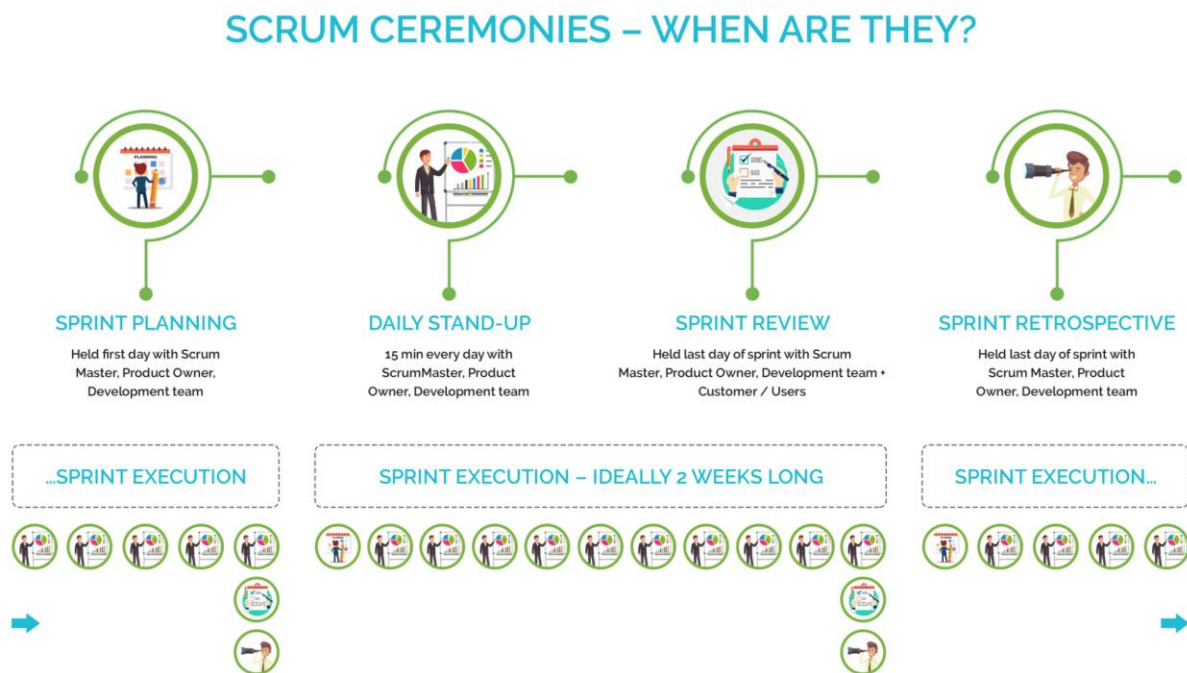 SCRUM CEREMONIES – WHEN ARE THEY?
PLANNING
SPRINT PLANNING
Held first day with Scrum
Master, Product Owner,
Development team
DAILY STAND-UP
15 min every day with
ScrumMaster, Product
Owner, Development team
GOOD
BAD
SPRINT REVIEW
Held last day of sprint with Scrum
Master, Product Owner, Development team +
Customer / Users
SPRINT RETROSPECTIVE
Held last day of sprint with
Scrum Master, Product
Owner, Development team
...SPRINT EXECUTION
SPRINT EXECUTION – IDEALLY 2 WEEKS LONG
SPRINT EXECUTION...